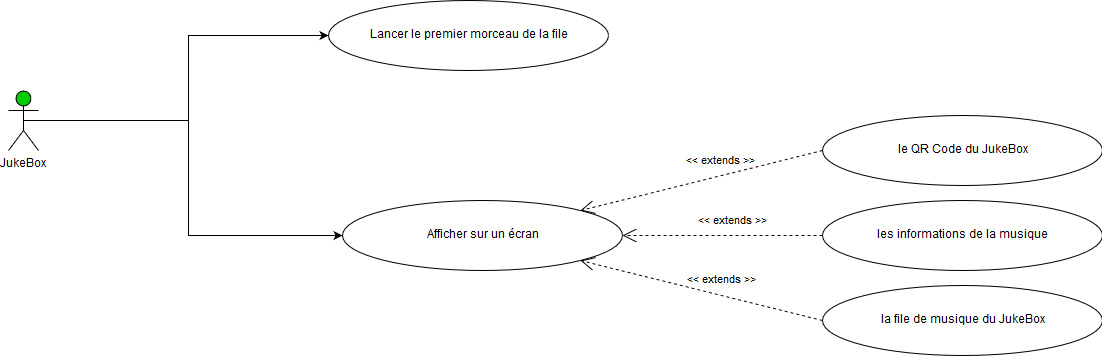 Lancer le premier morceau de la file
JukeBox
le QR Code du JukeBox
<< extends >>
<< extends >>
Afficher sur un écran
les informations de la musique
<< extends >>
la file de musique du JukeBox